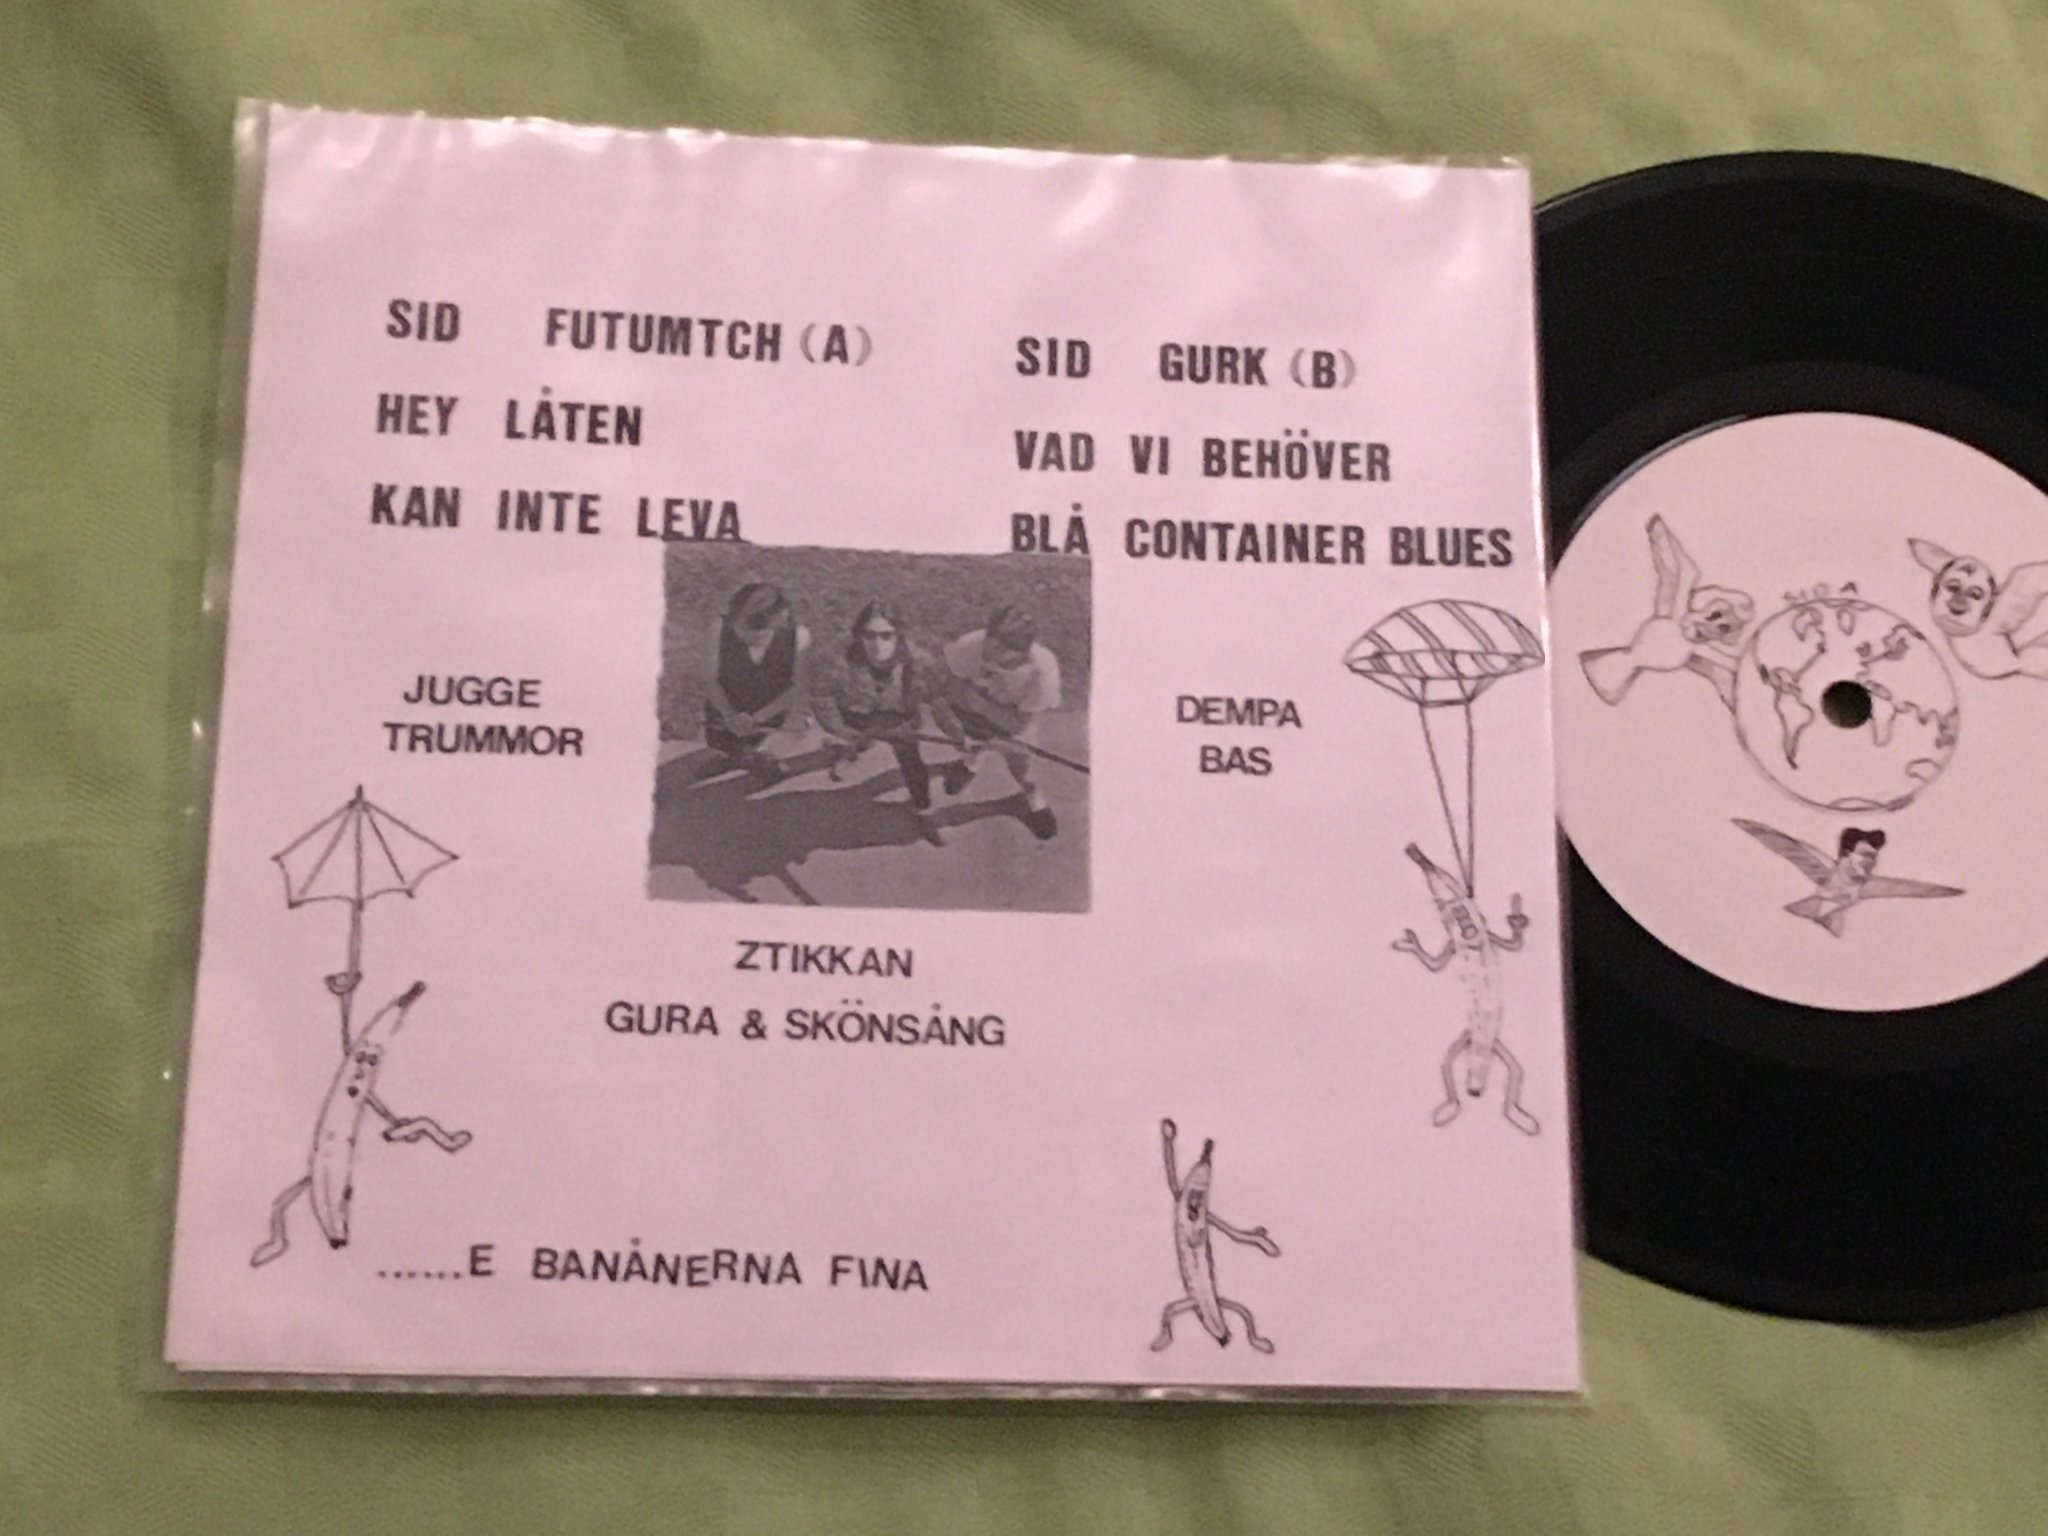 SID FUTUMTCH (A)
HEY LÅTEN
KAN INTE LEVA
SID GURK (B)
VAD VI BEHÖVER
BLÅ CONTAINER BLUES
JUGGE
TRUMMOR
DEMPA
BAS
ZTIKKAN
GURA & SKÖNSÅNG
......E BANÅNERNA FINA
SIDA